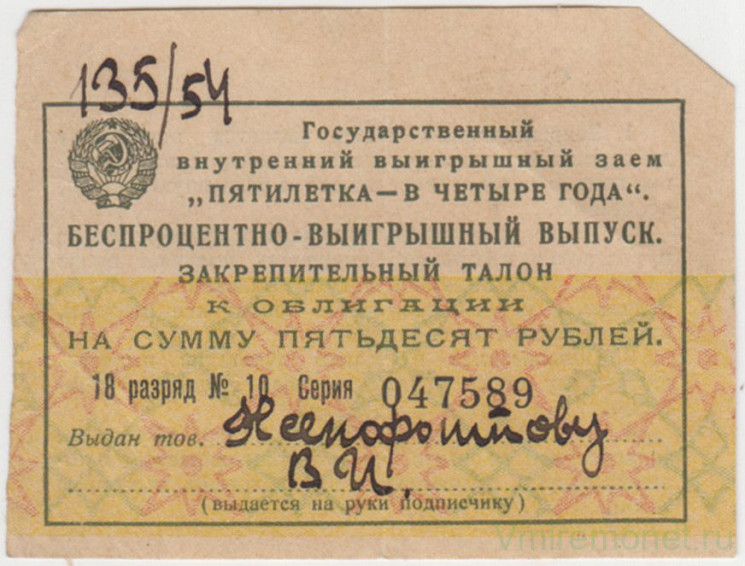 135/54
Государственный
внутренний выигрышный заем
„ПЯТИЛЕТКА—В ЧЕТЫРЕ ГОДА“.
БЕСПРОЦЕНТНО-ВЫИГРЫШНЫЙ ВЫПУСК.
ЗАКРЕПИТЕЛЬНЫЙ ТАЛОН
К ОБЛИГАЦИИ
НА СУММУ ПЯТЬДЕСЯТ РУБЛЕЙ.
18 разряд № 10 Серия 047589
Выдан тов. Ксенофонтову
В И.
(выдается на руки подписчику)
Vmiremonet.ru